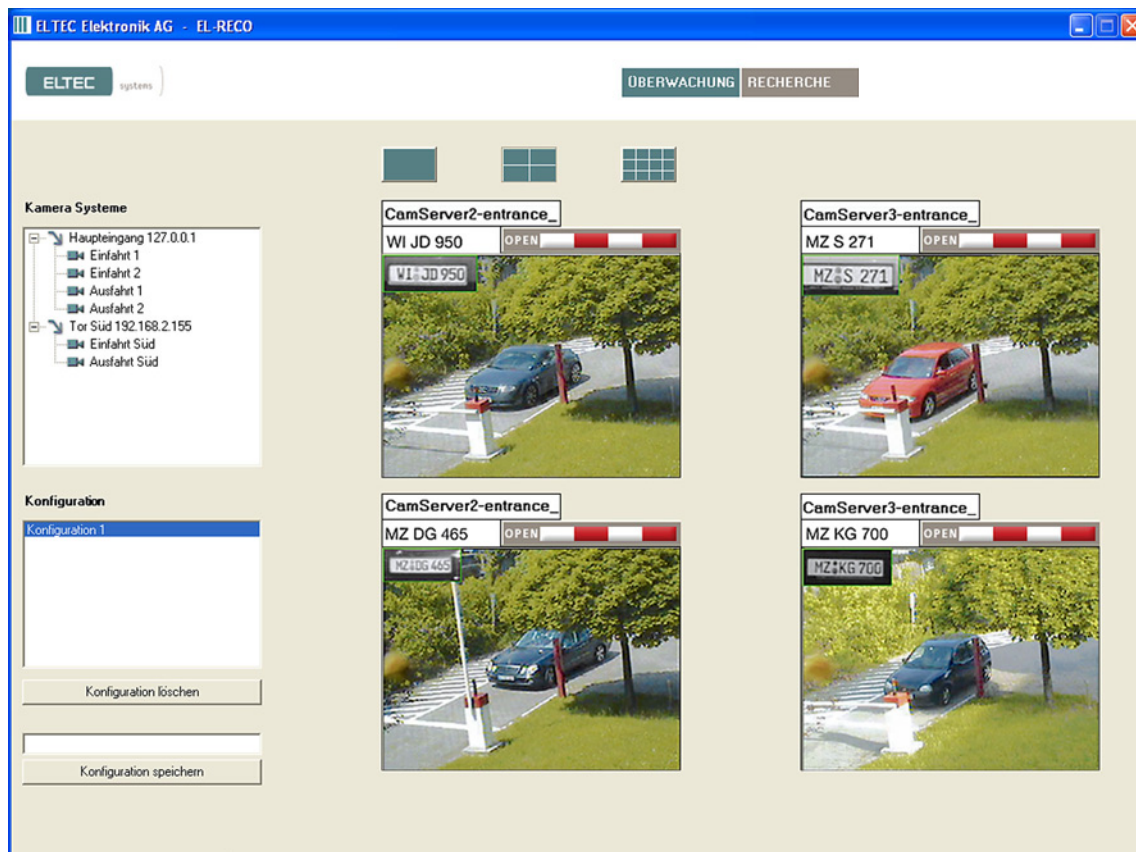 ELTEC Elektronik AG - EL-RECO
ELTEC
systems
ÜBERWACHUNG
RECHERCHE
Kamera Systeme
Haupteingang 127.0.0.1
Einfahrt 1
Einfahrt 2
Ausfahrt 1
Ausfahrt 2
Tor Süd 192.168.2.155
Einfahrt Süd
Ausfahrt Süd
Konfiguration
Konfiguration 1
Konfiguration löschen
Konfiguration speichern
CamServer2-entrance_
WI JD 950
OPEN
WI JD 950
CamServer3-entrance_
MZ S 271
OPEN
MZ S 271
CamServer2-entrance_
MZ DG 465
OPEN
MZ DG 465
CamServer3-entrance_
MZ KG 700
OPEN
MZ KG 700